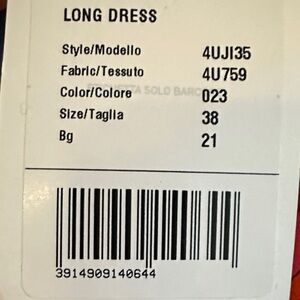 LONG DRESS
Style/Modello 4UJI35
Fabric/Tessuto 4U759
Color/Colore 023
Size/Taglia 38
Bg 21
3914909140644